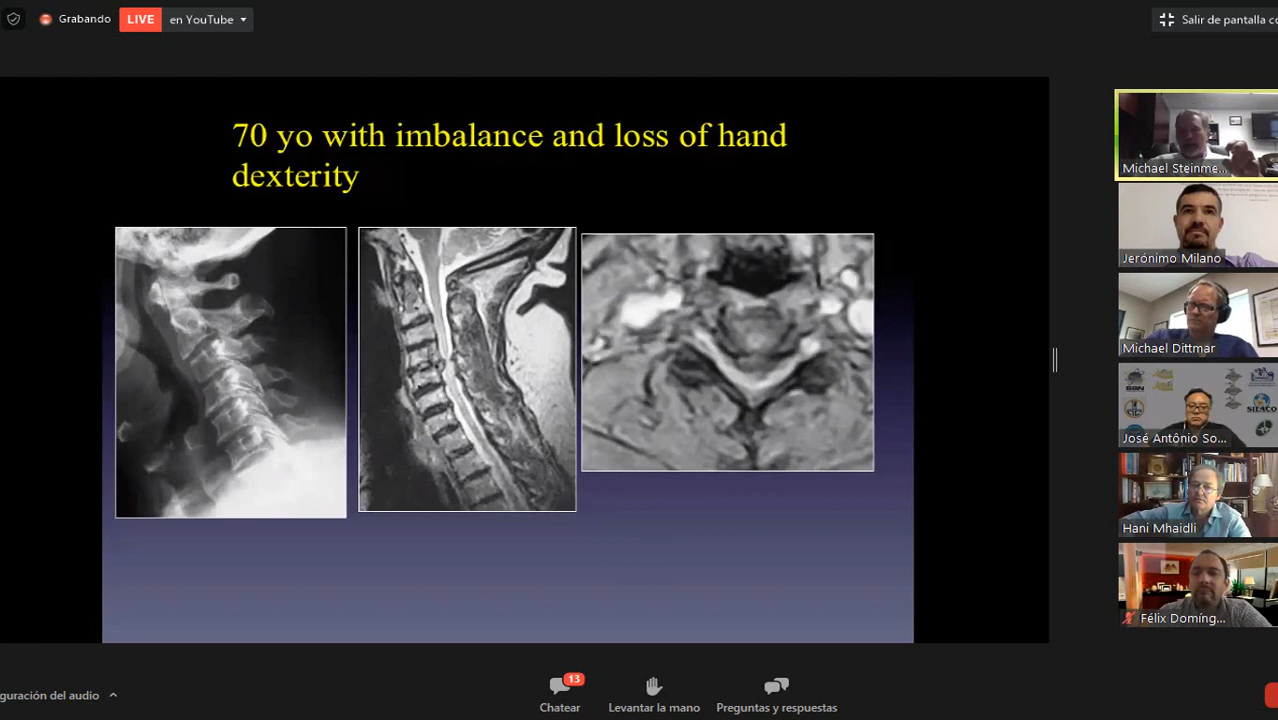 Grabando
LIVE
en YouTube
Salir de pantalla co
70 yo with imbalance and loss of hand
dexterity
Michael Steinme...
Jerónimo Milano
Michael Dittmar
José Antônio So...
Hani Mhaidli
Félix Domíng...
guración del audio
13
Chatear
Levantar la mano
Preguntas y respuestas